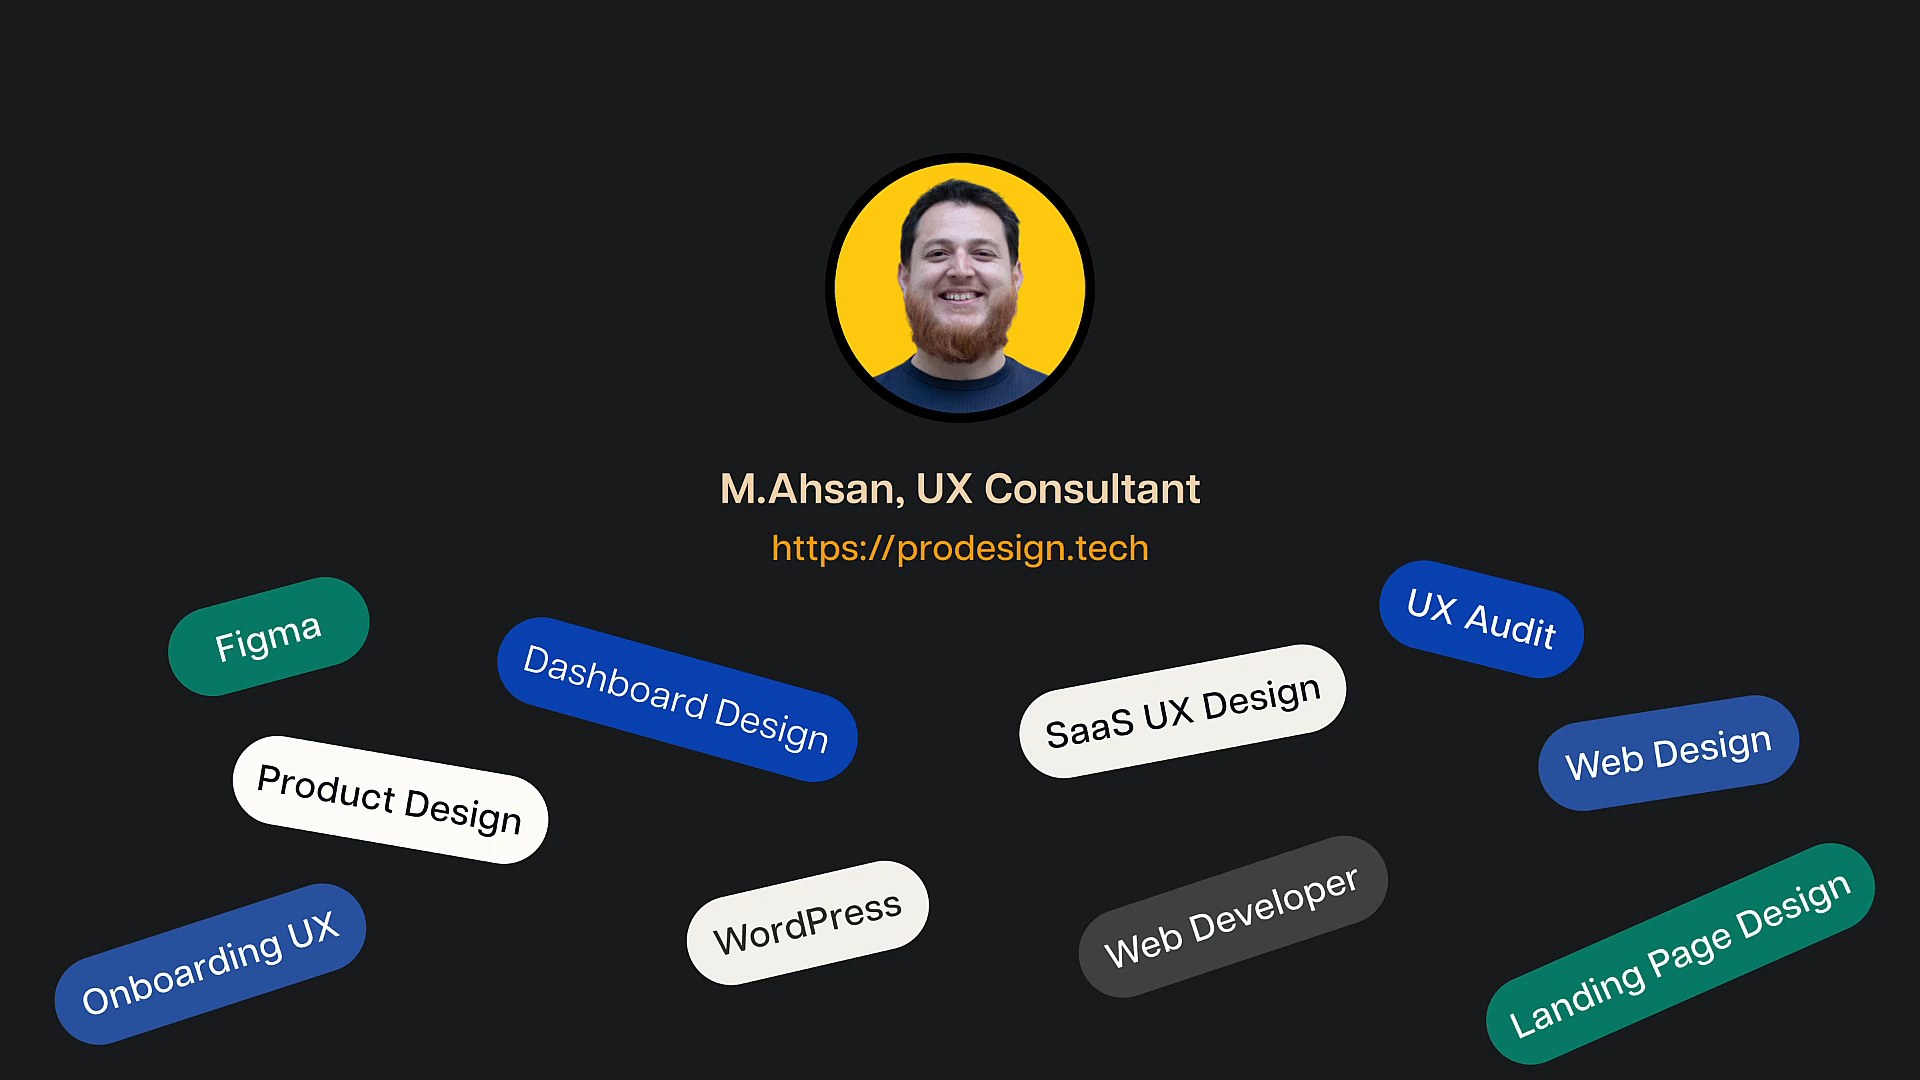 M.Ahsan, UX Consultant
https://prodesign.tech
Figma
Dashboard Design
SaaS UX Design
UX Audit
Product Design
Web Design
Onboarding UX
WordPress
Web Developer
Landing Page Design